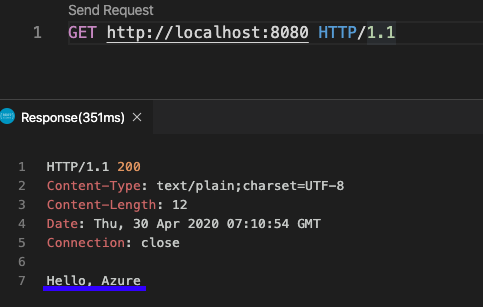 Send Request
1 GET http://localhost:8080 HTTP/1.1
Response(351ms) ×
1 HTTP/1.1 200
2 Content-Type: text/plain;charset=UTF-8
3 Content-Length: 12
4 Date: Thu, 30 Apr 2020 07:10:54 GMT
5 Connection: close
6
7 Hello, Azure